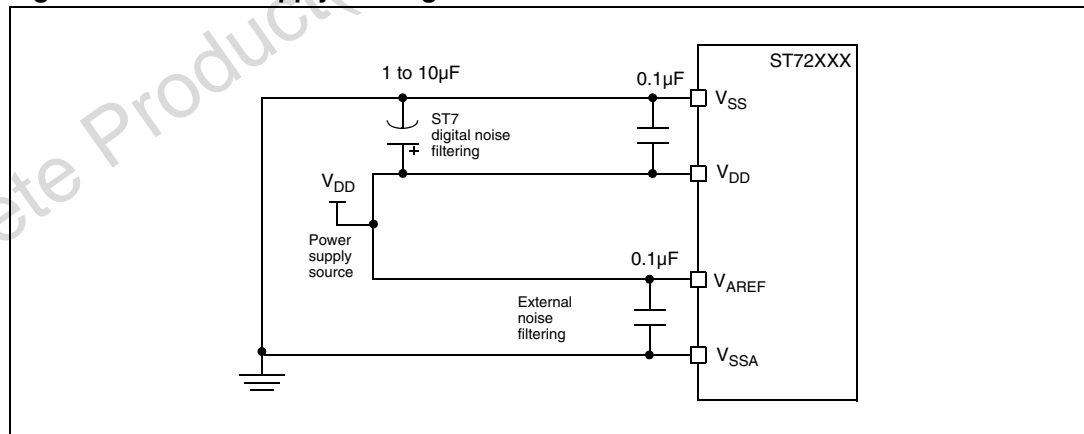 ST72XXX
1 to 10µF
0.1µF
VSS
ST7
digital noise
filtering
VDD
VDD
Power
supply
source
0.1µF
VAREF
External
noise
filtering
VSSA